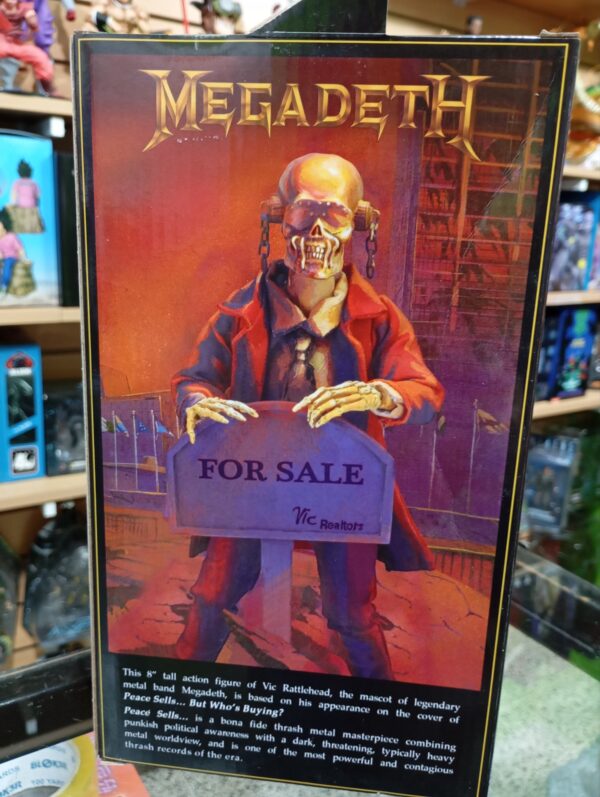 MEGADETH
FOR SALE
Vic Realtors
This 8" tall action figure of Vic Rattlehead, the mascot of legendary
metal band Megadeth, is based on his appearance on the cover of
Peace Sells... But Who's Buying?
Peace Sells... is a bona fide thrash metal masterpiece combining
punkish political awareness with a dark, threatening, typically heavy
metal worldview, and is one of the most powerful and contagious
thrash records of the era.